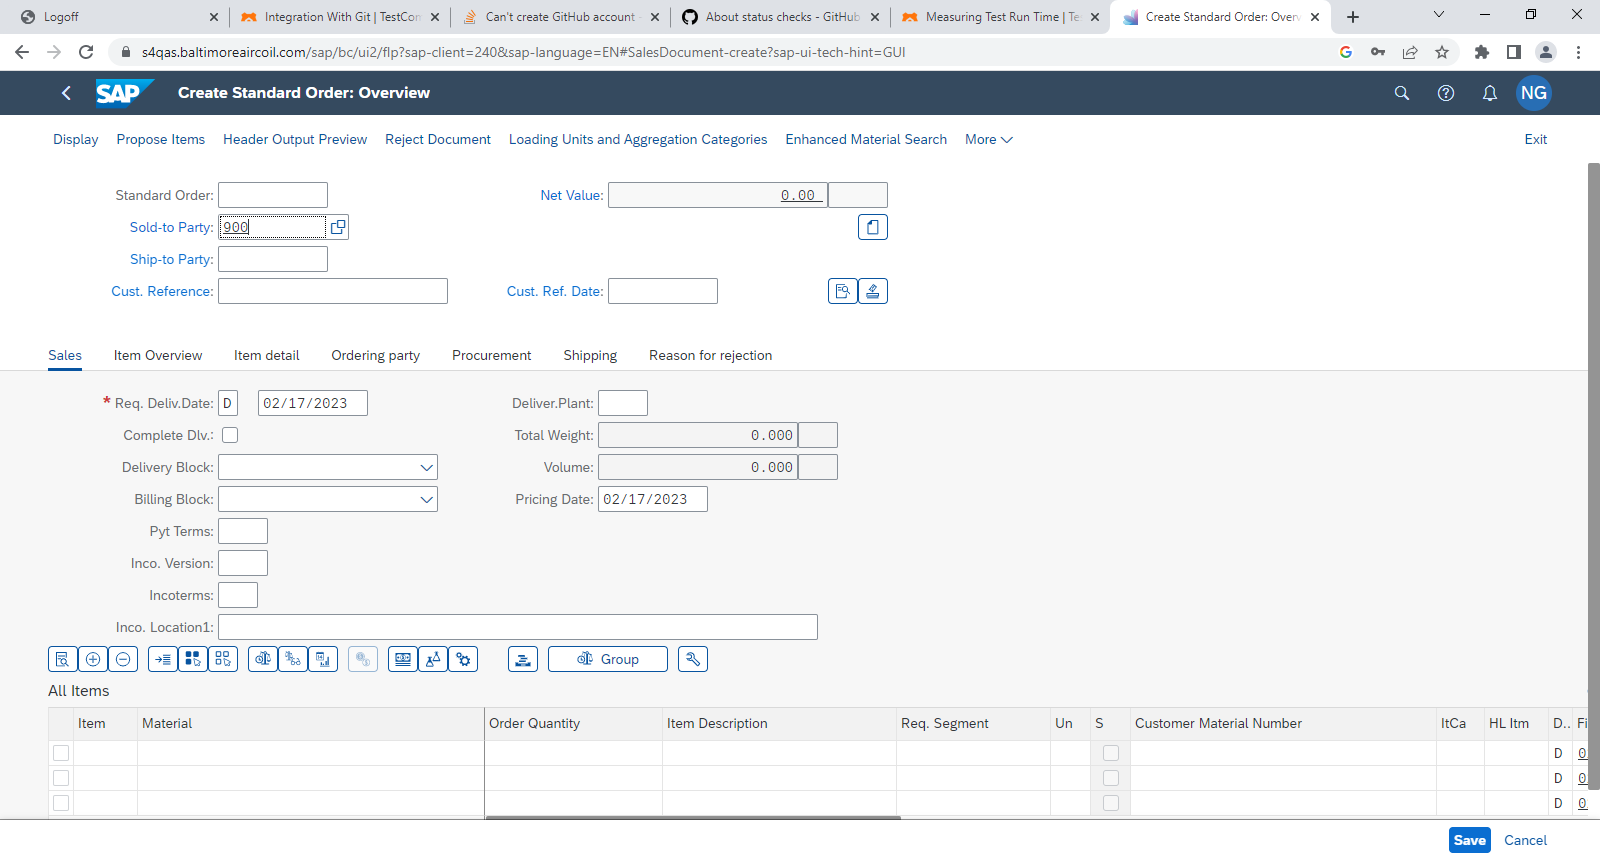 Logoff
Integration With Git | TestCom
Can't create GitHub account -
About status checks - GitHub
Measuring Test Run Time | Te
Create Standard Order: Overv
s4qas.baltimoreaircoil.com/sap/bc/ui2/flp?sap-client=240&sap-language=EN#SalesDocument-create?sap-ui-tech-hint=GUI
SAP Create Standard Order: Overview NG
Display Propose Items Header Output Preview Reject Document Loading Units and Aggregation Categories Enhanced Material Search More Exit
Standard Order: Net Value: 0.00
Sold-to Party: 900
Ship-to Party:
Cust. Reference: Cust. Ref. Date:
Sales Item Overview Item detail Ordering party Procurement Shipping Reason for rejection
* Req. Deliv.Date: D 02/17/2023 Deliver.Plant:
Complete Dlv.: Total Weight: 0.000
Delivery Block: Volume: 0.000
Billing Block: Pricing Date: 02/17/2023
Pyt Terms:
Inco. Version:
Incoterms:
Inco. Location1:
Group
All Items
Item Material Order Quantity Item Description Req. Segment Un S Customer Material Number ItCa HL Itm D.. Fi
D 0
D 0
D 0
Save Cancel